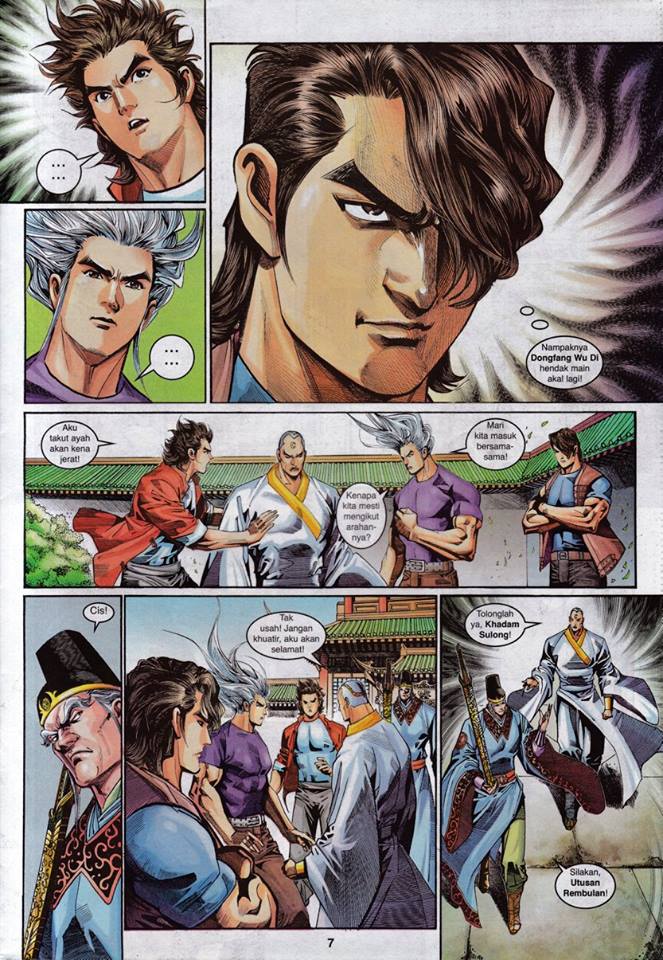 ...
...
...
...
Nampaknya
Dongfang Wu Di
hendak main
akal lagi!
Aku
takut ayah
akan kena
jerat!
Kenapa
kita mesti
mengikut
arahan-
nya?
Mari
kita masuk
bersama-
sama!
Cis!
Tak
usah! Jangan
khuatir, aku akan
selamat!
Tolonglah
ya, Khadam
Sulong!
Silakan,
Utusan
Rembulan!
7